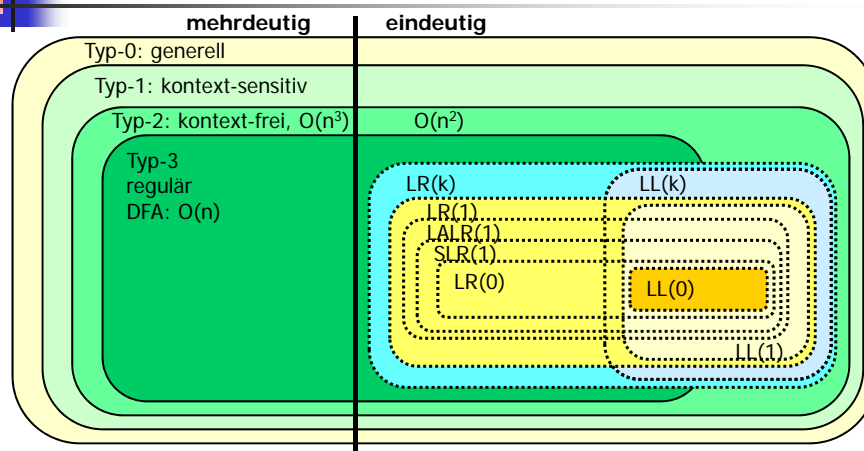 mehrdeutig eindeutig
Typ-0: generell
Typ-1: kontext-sensitiv
Typ-2: kontext-frei, O(n³) O(n²)
Typ-3
regulär
DFA: O(n)
LR(k) LL(k)
LR(1)
LALR(1)
SLR(1)
LR(0) LL(0)
LL(1)